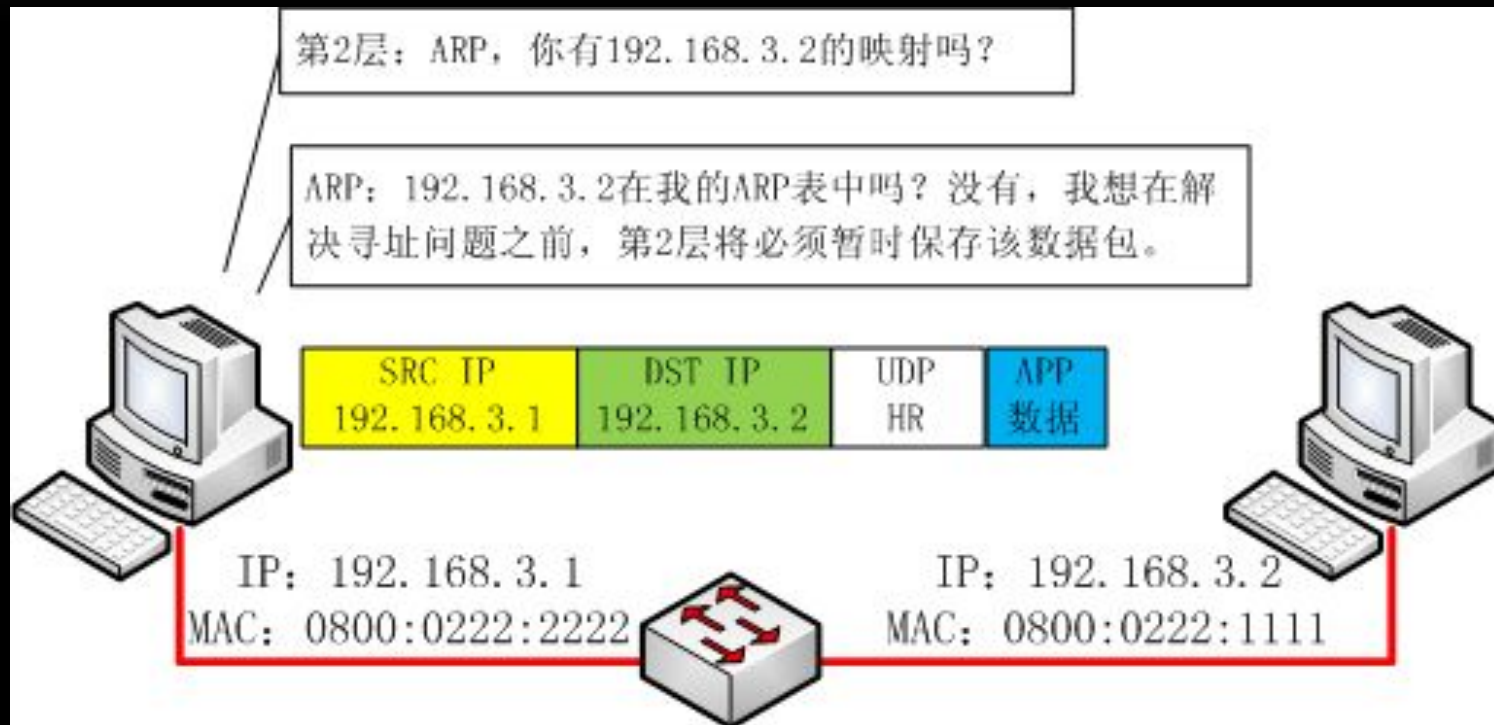 第2层：ARP，你有192.168.3.2的映射吗？
ARP：192.168.3.2在我的ARP表中吗？没有，我想在解
决寻址问题之前，第2层将必须暂时保存该数据包。
SRC IP
192.168.3.1
DST IP
192.168.3.2
UDP
HR
APP
数据
IP：192.168.3.1
MAC：0800:0222:2222
IP：192.168.3.2
MAC：0800:0222:1111